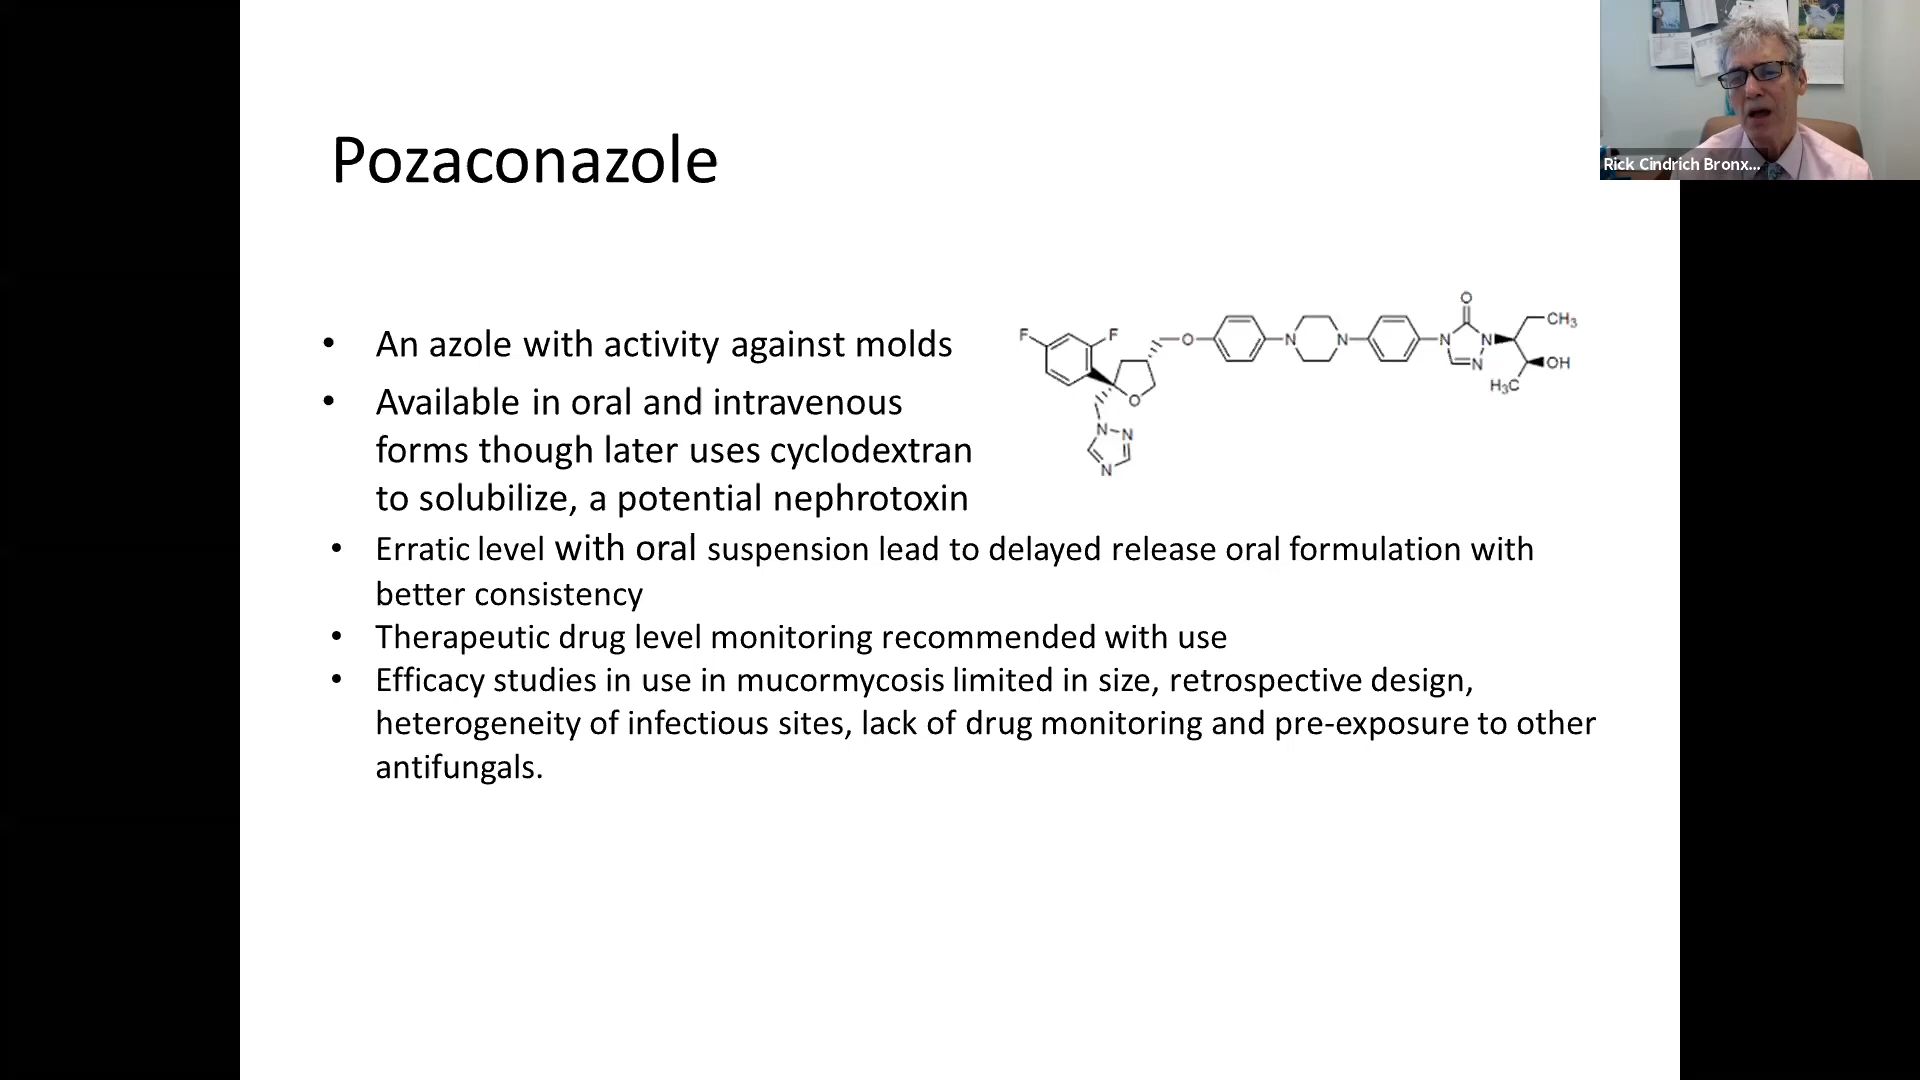 Pozaconazole
Rick Cindrich Bronx...
• An azole with activity against molds
• Available in oral and intravenous
forms though later uses cyclodextran
to solubilize, a potential nephrotoxin
F
F
O
O
N
N
N
O
N
N
CH₃
OH
H₃C
N
N
N
• Erratic level with oral suspension lead to delayed release oral formulation with
better consistency
• Therapeutic drug level monitoring recommended with use
• Efficacy studies in use in mucormycosis limited in size, retrospective design,
heterogeneity of infectious sites, lack of drug monitoring and pre-exposure to other
antifungals.